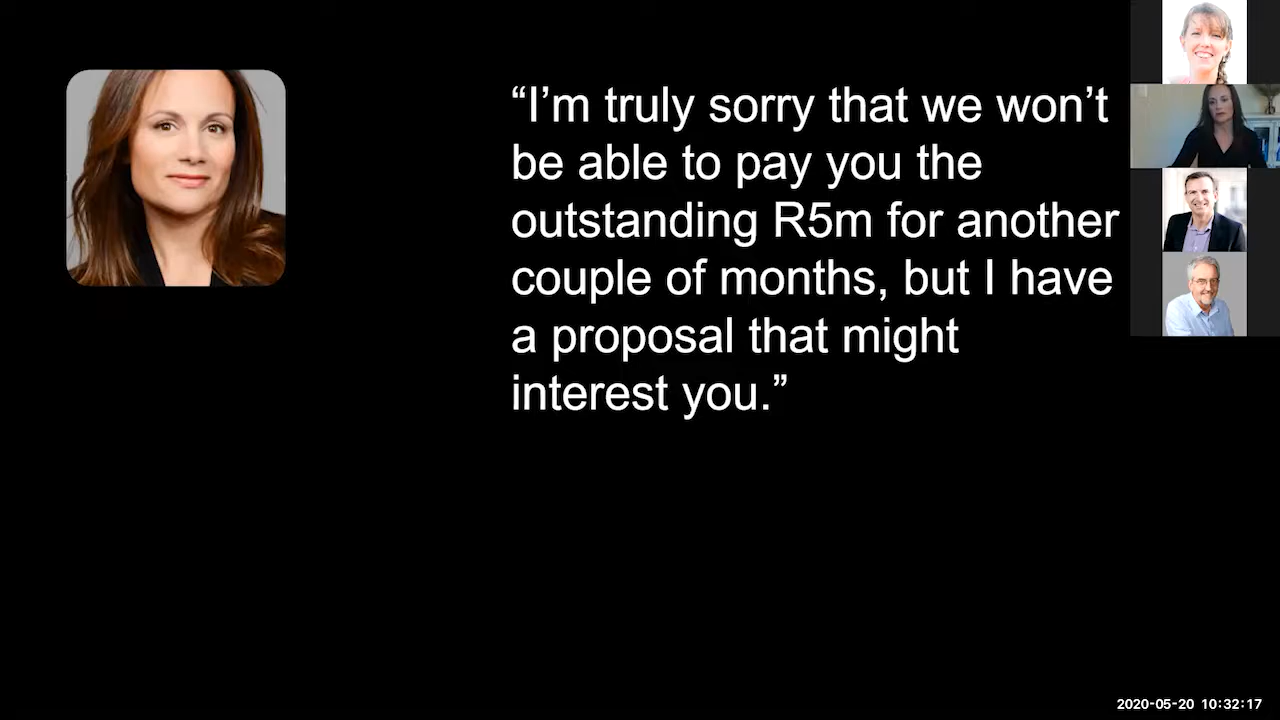 “I’m truly sorry that we won’t
be able to pay you the
outstanding R5m for another
couple of months, but I have
a proposal that might
interest you.”
2020-05-20 10:32:17